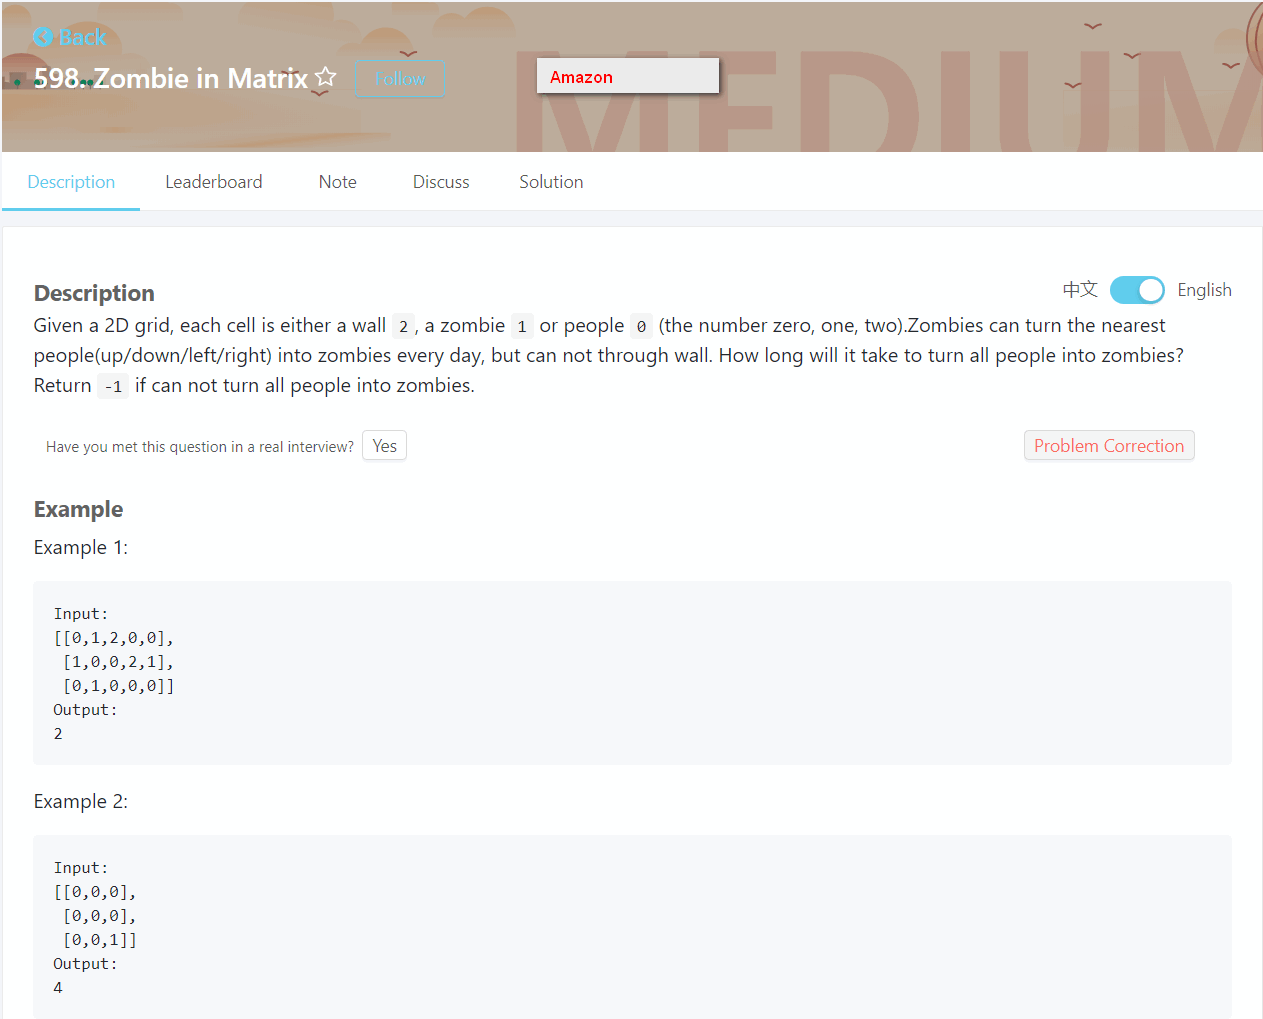 Back
598. Zombie in Matrix
Follow
Amazon
MEDIUM
Description
Leaderboard
Note
Discuss
Solution
Description
中文
English
Given a 2D grid, each cell is either a wall 2, a zombie 1 or people 0 (the number zero, one, two).Zombies can turn the nearest
people(up/down/left/right) into zombies every day, but can not through wall. How long will it take to turn all people into zombies?
Return -1 if can not turn all people into zombies.
Have you met this question in a real interview?
Yes
Problem Correction
Example
Example 1:
Input:
[[0,1,2,0,0],
[1,0,0,2,1],
[0,1,0,0,0]]
Output:
2
Example 2:
Input:
[[0,0,0],
[0,0,0],
[0,0,1]]
Output:
4